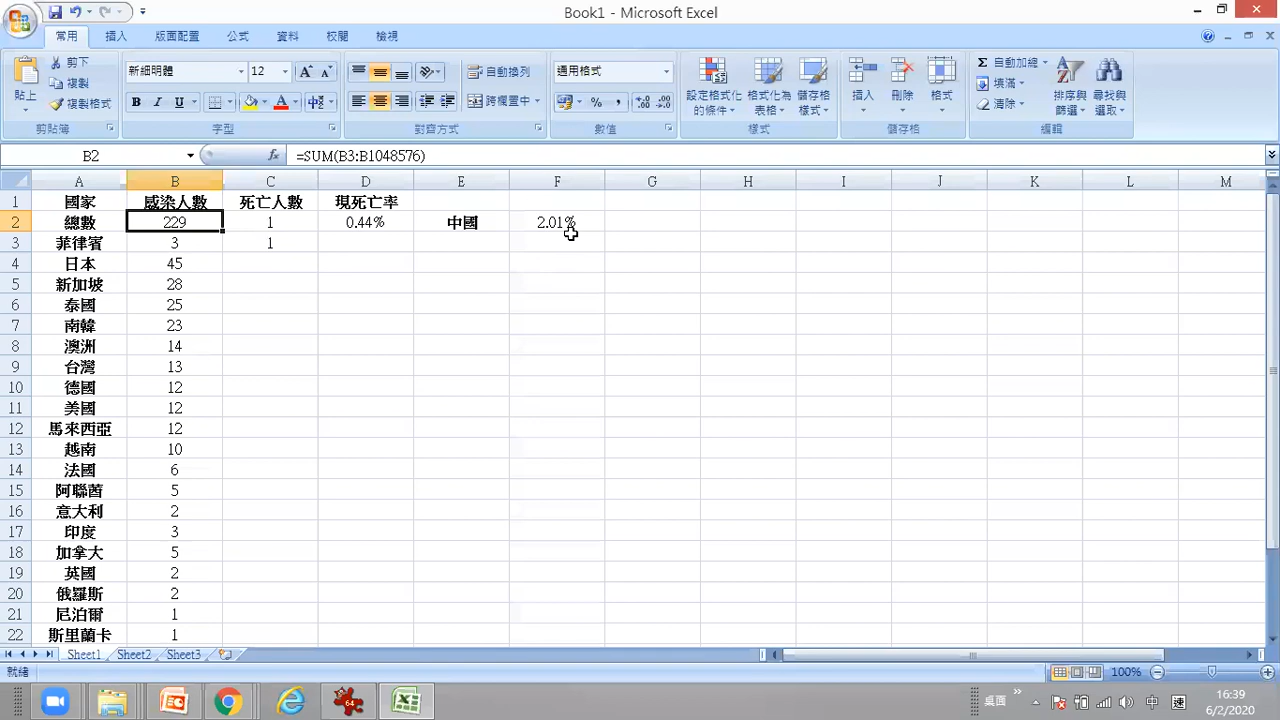 Book1 - Microsoft Excel
常用 插入 版面配置 公式 資料 校閱 檢視
貼上 剪下 複製 複製格式 剪貼簿
新細明體 12 B I U 字型
自動換列 跨欄置中 對齊方式
通用格式 % , 數值
設定格式化的條件 格式化為表格 儲存格樣式 樣式
插入 刪除 格式 儲存格
Σ 自動加總 填滿 清除 排序與篩選 尋找與選取 編輯
B2 fx =SUM(B3:B1048576)
A B C D E F G H I J K L M
1 國家 感染人數 死亡人數 現死亡率
2 總數 229 1 0.44% 中國 2.01%
3 菲律賓 3 1
4 日本 45
5 新加坡 28
6 泰國 25
7 南韓 23
8 澳洲 14
9 台灣 13
10 德國 12
11 美國 12
12 馬來西亞 12
13 越南 10
14 法國 6
15 阿聯酋 5
16 意大利 2
17 印度 3
18 加拿大 5
19 英國 2
20 俄羅斯 2
21 尼泊爾 1
22 斯里蘭卡 1
Sheet1 Sheet2 Sheet3
就緒 100%
64 桌面 中 速 16:39
6/2/2020